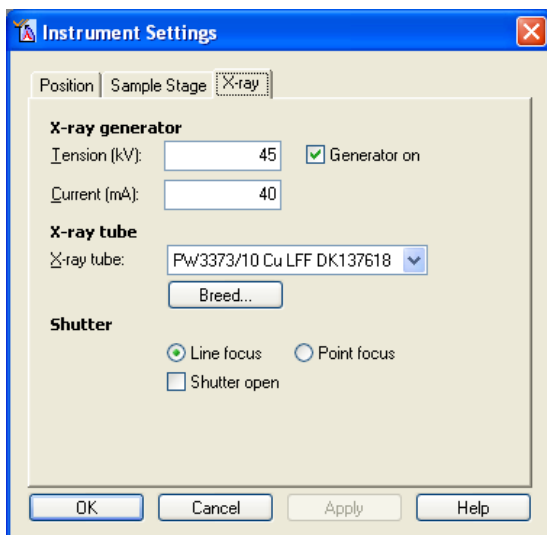 Instrument Settings
Position Sample Stage X-ray
X-ray generator
Tension (kV): 45 Generator on
Current (mA): 40
X-ray tube
X-ray tube: PW3373/10 Cu LFF DK137618
Breed...
Shutter
Line focus Point focus
Shutter open
OK Cancel Apply Help